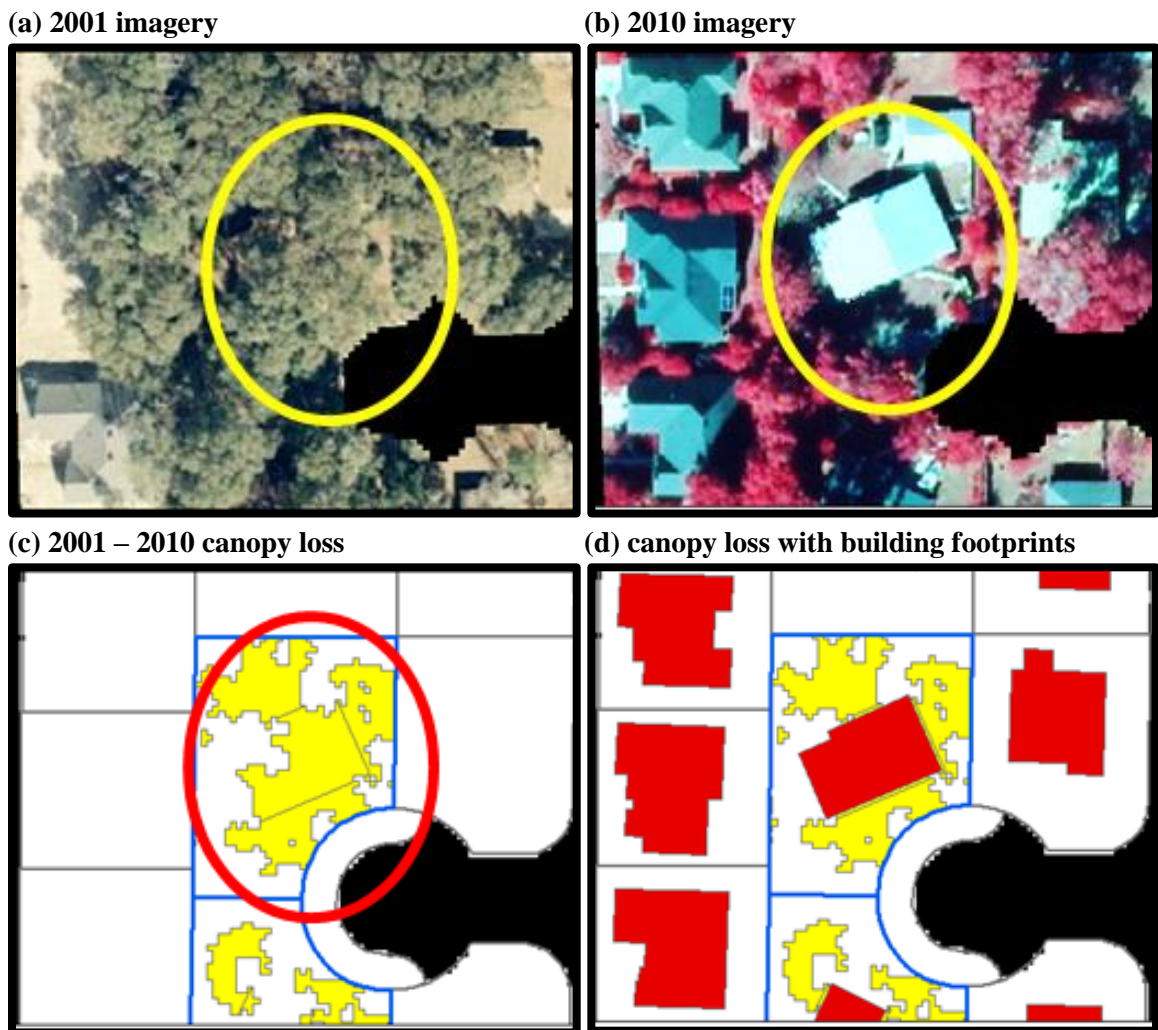 (a) 2001 imagery
(b) 2010 imagery
(c) 2001 – 2010 canopy loss
(d) canopy loss with building footprints